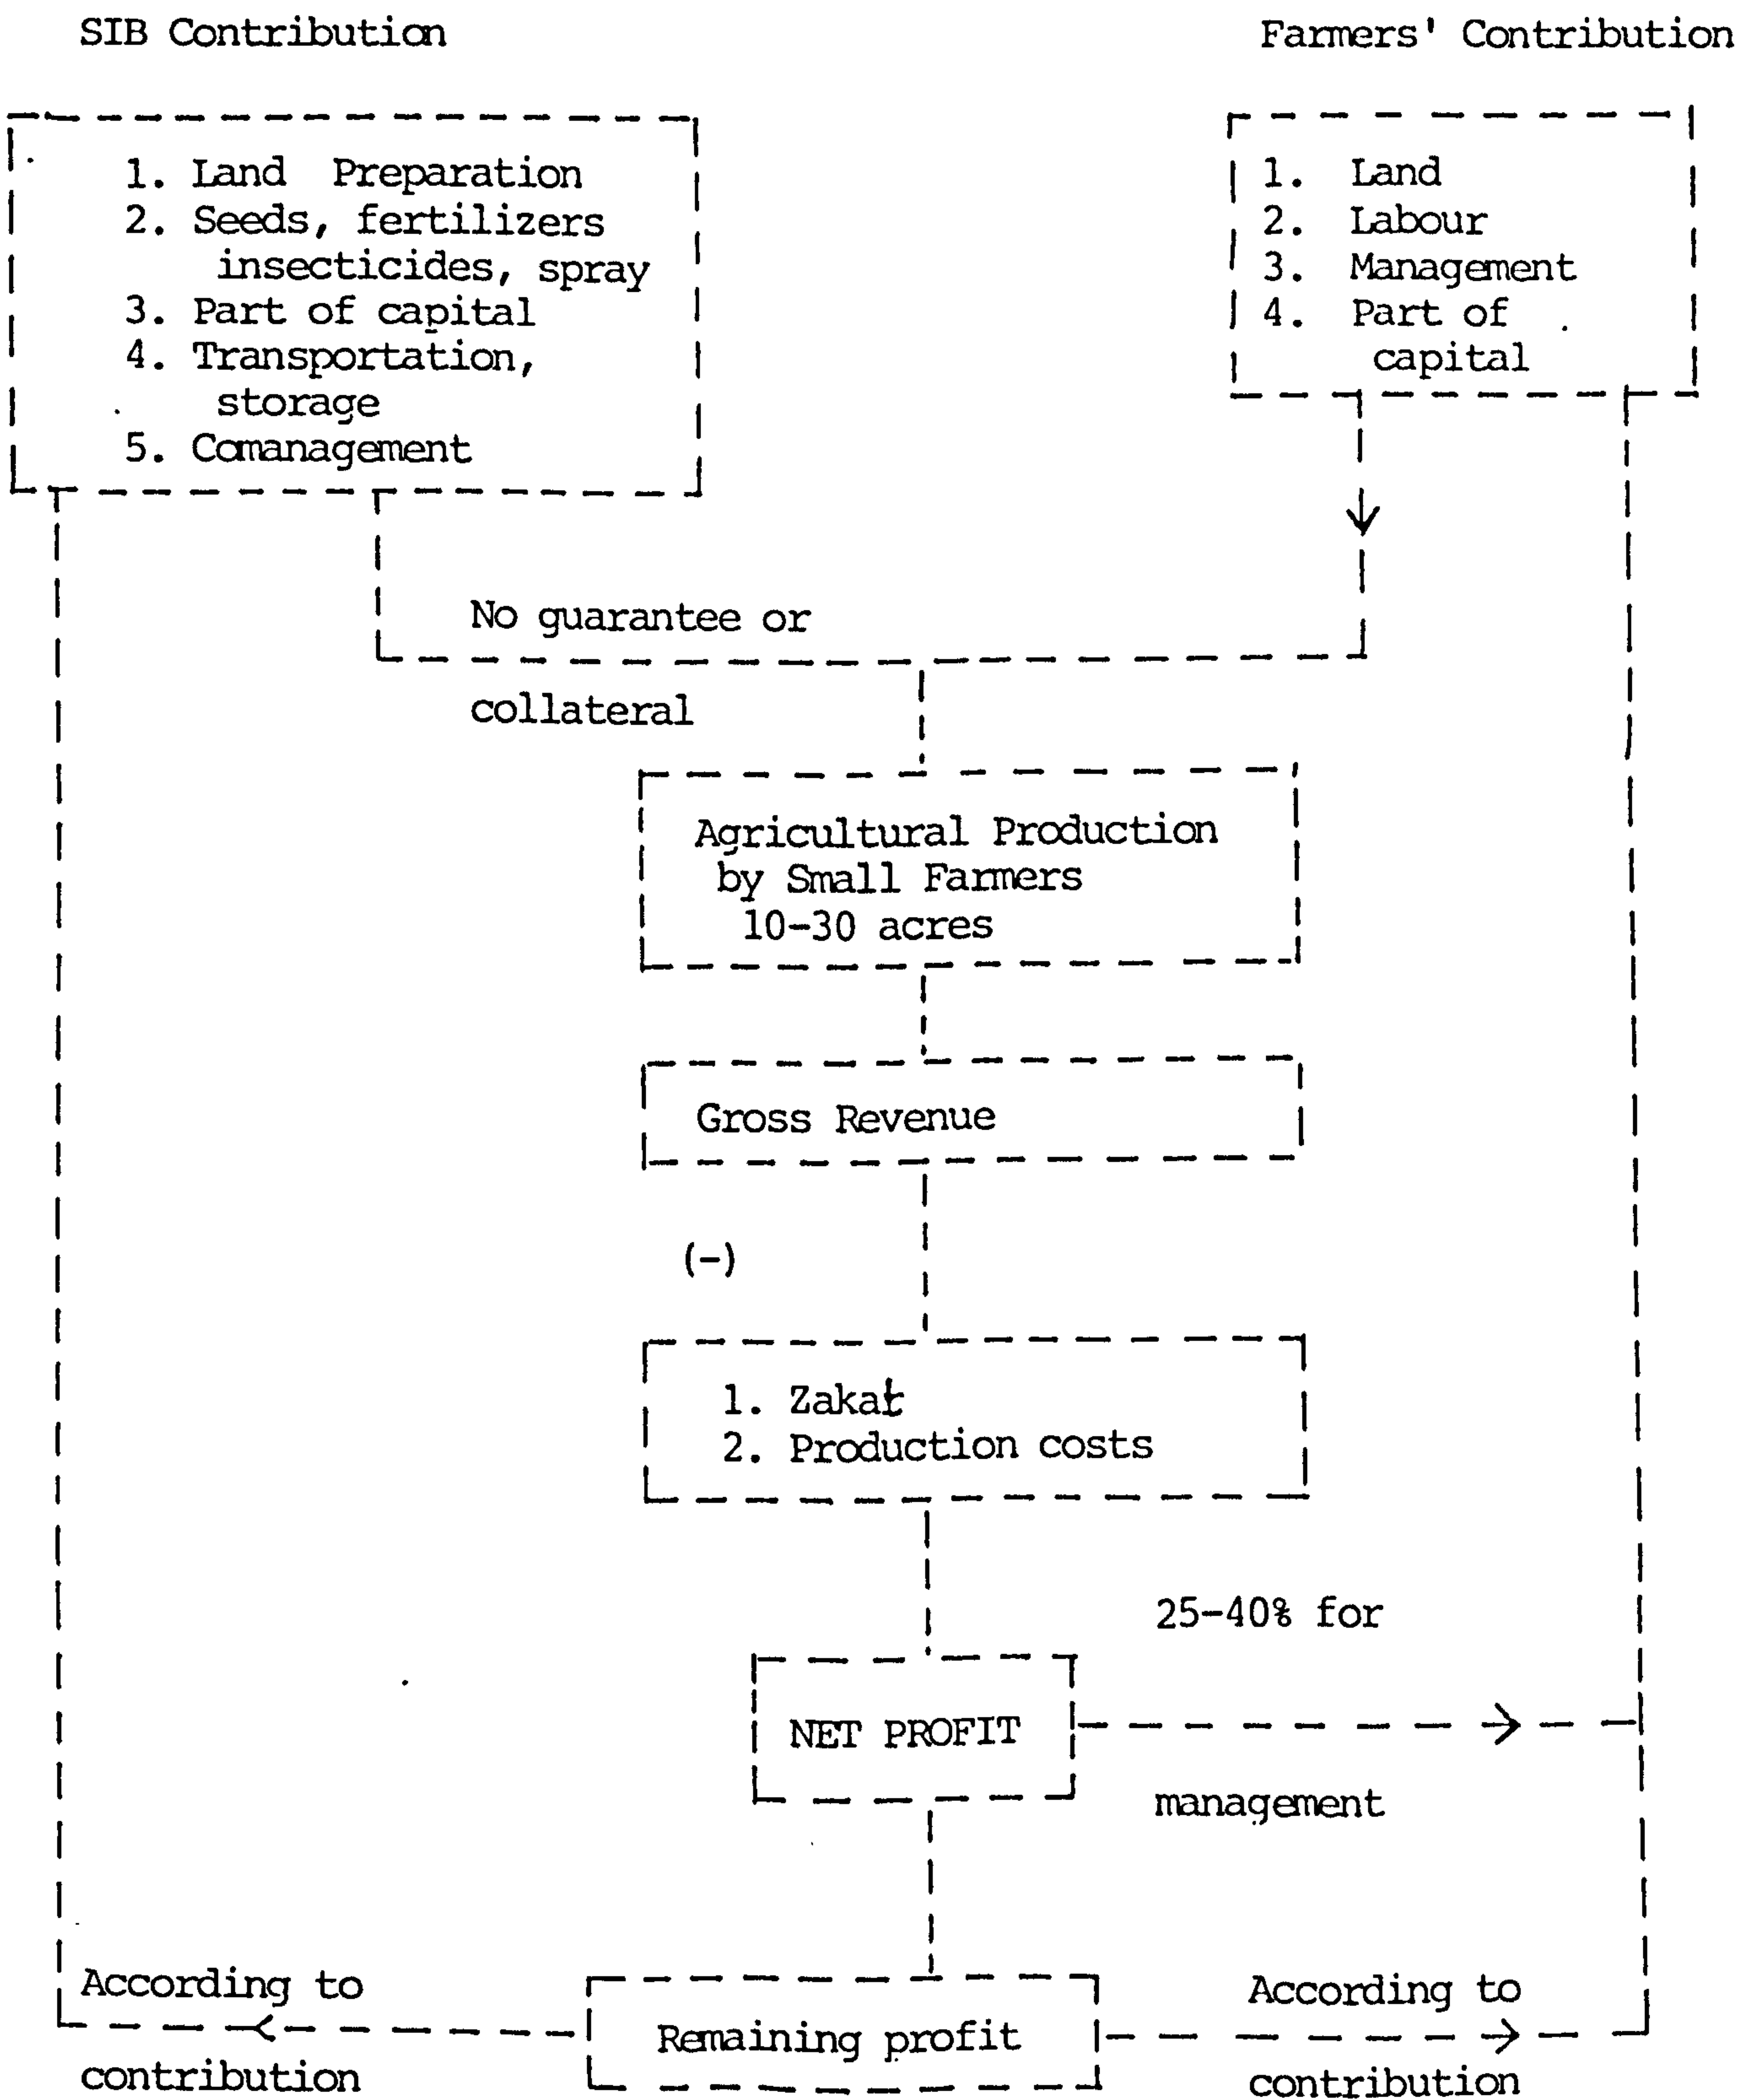 SIB Contribution
Farmers' Contribution
1. Land Preparation
2. Seeds, fertilizers
insecticides, spray
3. Part of capital
4. Transportation,
storage
5. Comanagement
1. Land
2. Labour
3. Management
4. Part of
capital
No guarantee or
collateral
Agricultural Production
by Small Farmers
10-30 acres
Gross Revenue
(-)
1. Zakat
2. Production costs
25-40% for
NET PROFIT
management
According to
contribution
Remaining profit
According to
contribution